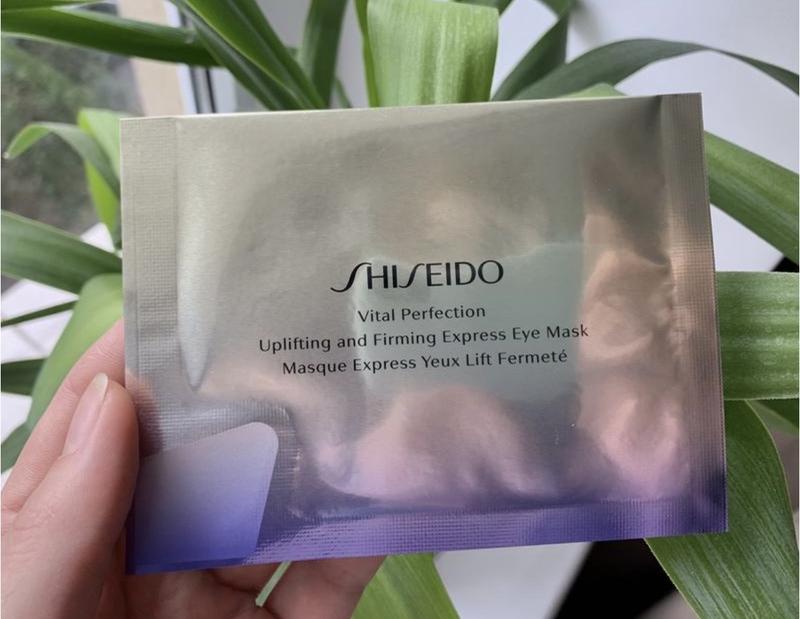 SHISEIDO
Vital Perfection
Uplifting and Firming Express Eye Mask
Masque Express Yeux Lift Fermeté